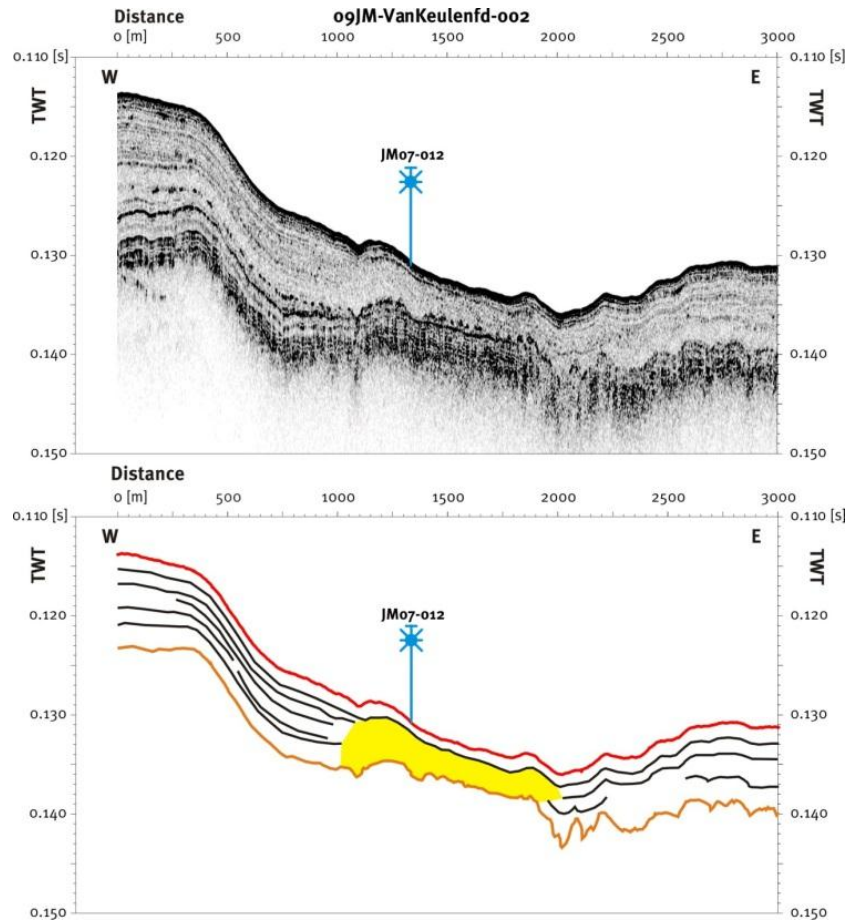 Distance 09JM-VanKeulenfd-002
0 [m] 500 1000 1500 2000 2500 3000
0.110 [s] 0.110 [s]
W E
TWT TWT
0.120 0.120
JM07-012
0.130 0.130
0.140 0.140
0.150 0.150
Distance
0 [m] 500 1000 1500 2000 2500 3000
0.110 [s] 0.110 [s]
W E
TWT TWT
0.120 0.120
JM07-012
0.130 0.130
0.140 0.140
0.150 0.150